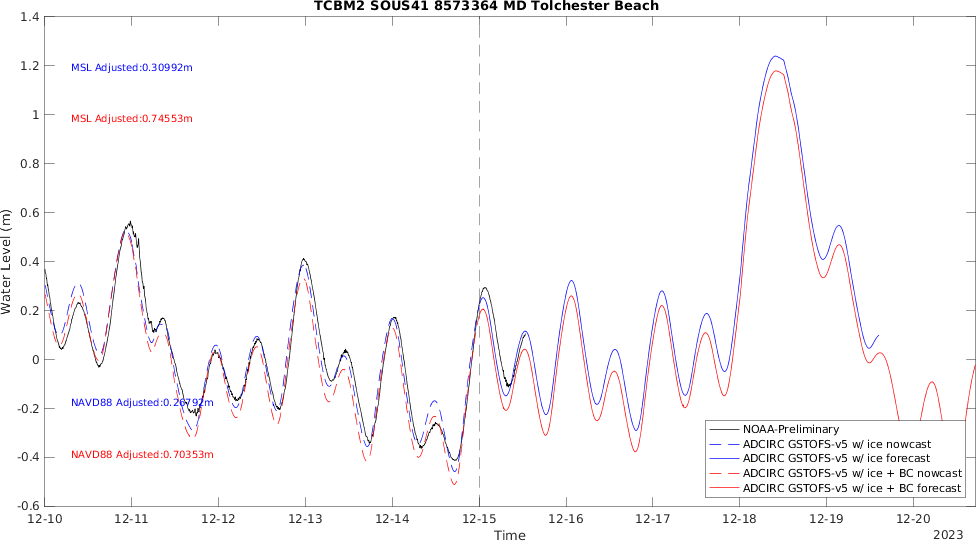 TCBM2 SOUS41 8573364 MD Tolchester Beach
1.4
1.2
1
0.8
0.6
0.4
0.2
0
-0.2
-0.4
-0.6
Water Level (m)
MSL Adjusted:0.30992m
MSL Adjusted:0.74553m
NAVD88 Adjusted:0.26792m
NAVD88 Adjusted:0.70353m
NOAA-Preliminary
ADCIRC GSTOFS-v5 w/ ice nowcast
ADCIRC GSTOFS-v5 w/ ice forecast
ADCIRC GSTOFS-v5 w/ ice + BC nowcast
ADCIRC GSTOFS-v5 w/ ice + BC forecast
12-10 12-11 12-12 12-13 12-14 12-15 12-16 12-17 12-18 12-19 12-20
Time
2023